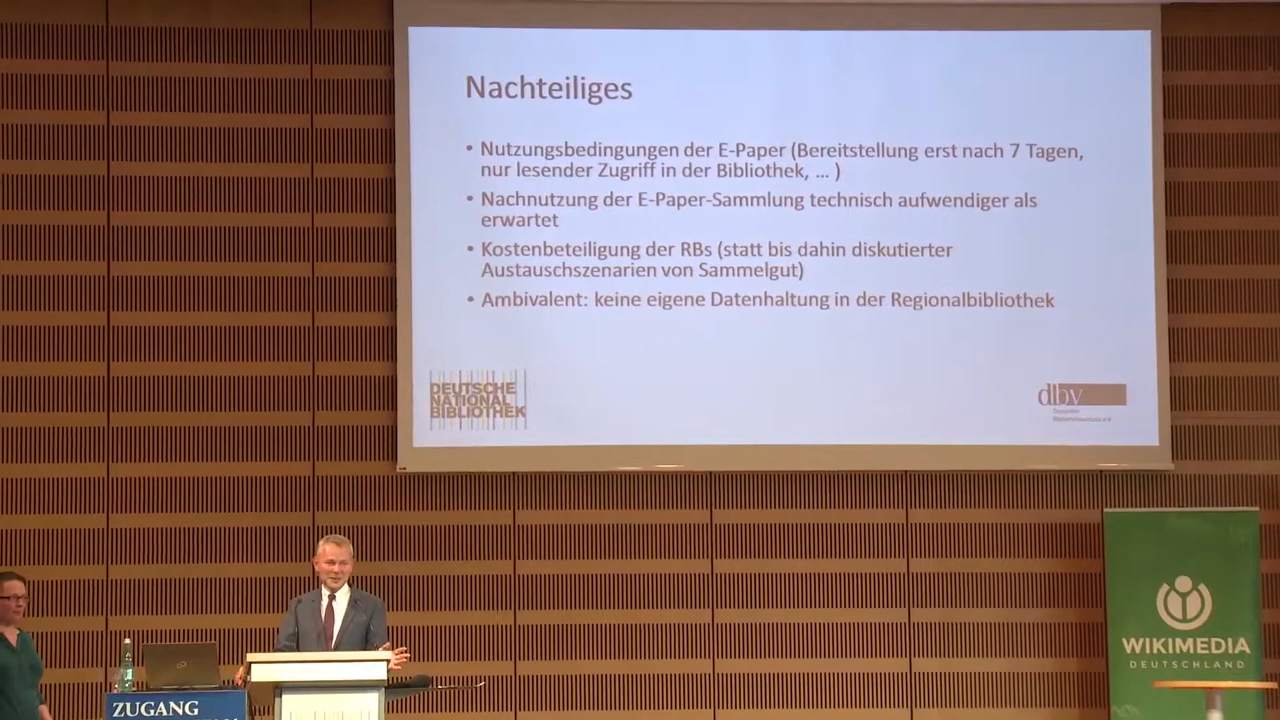 Nachteiliges
• Nutzungsbedingungen der E-Paper (Bereitstellung erst nach 7 Tagen,
nur lesender Zugriff in der Bibliothek, ... )
• Nachnutzung der E-Paper-Sammlung technisch aufwendiger als
erwartet
• Kostenbeteiligung der RBs (statt bis dahin diskutierter
Austauschszenarien von Sammelgut)
• Ambivalent: keine eigene Datenhaltung in der Regionalbibliothek
DEUTSCHE
NATIONAL
BIBLIOTHEK
dbv
WIKIMEDIA
DEUTSCHLAND
ZUGANG